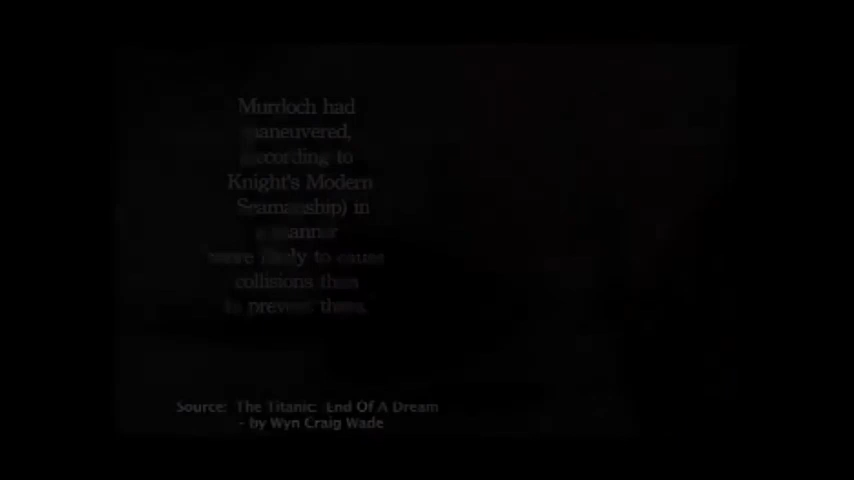 Murdoch had
maneuvered,
according to
Knight's Modern
Seamanship) in
a manner
more likely to cause
collisions than
to prevent them.
Source: The Titanic: End Of A Dream
- by Wyn Craig Wade